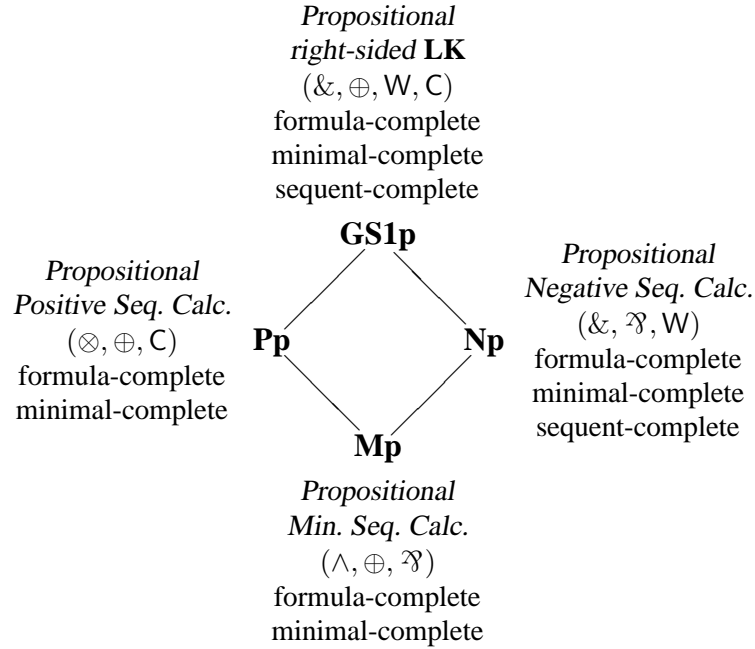 Propositional
right-sided LK
(&, ⊕, W, C)
formula-complete
minimal-complete
sequent-complete
GS1p
Propositional
Positive Seq. Calc.
(⊗, ⊕, C)
formula-complete
minimal-complete
Pp
Np
Propositional
Negative Seq. Calc.
(&, ⅋, W)
formula-complete
minimal-complete
sequent-complete
Mp
Propositional
Min. Seq. Calc.
(∧, ⊕, ⅋)
formula-complete
minimal-complete